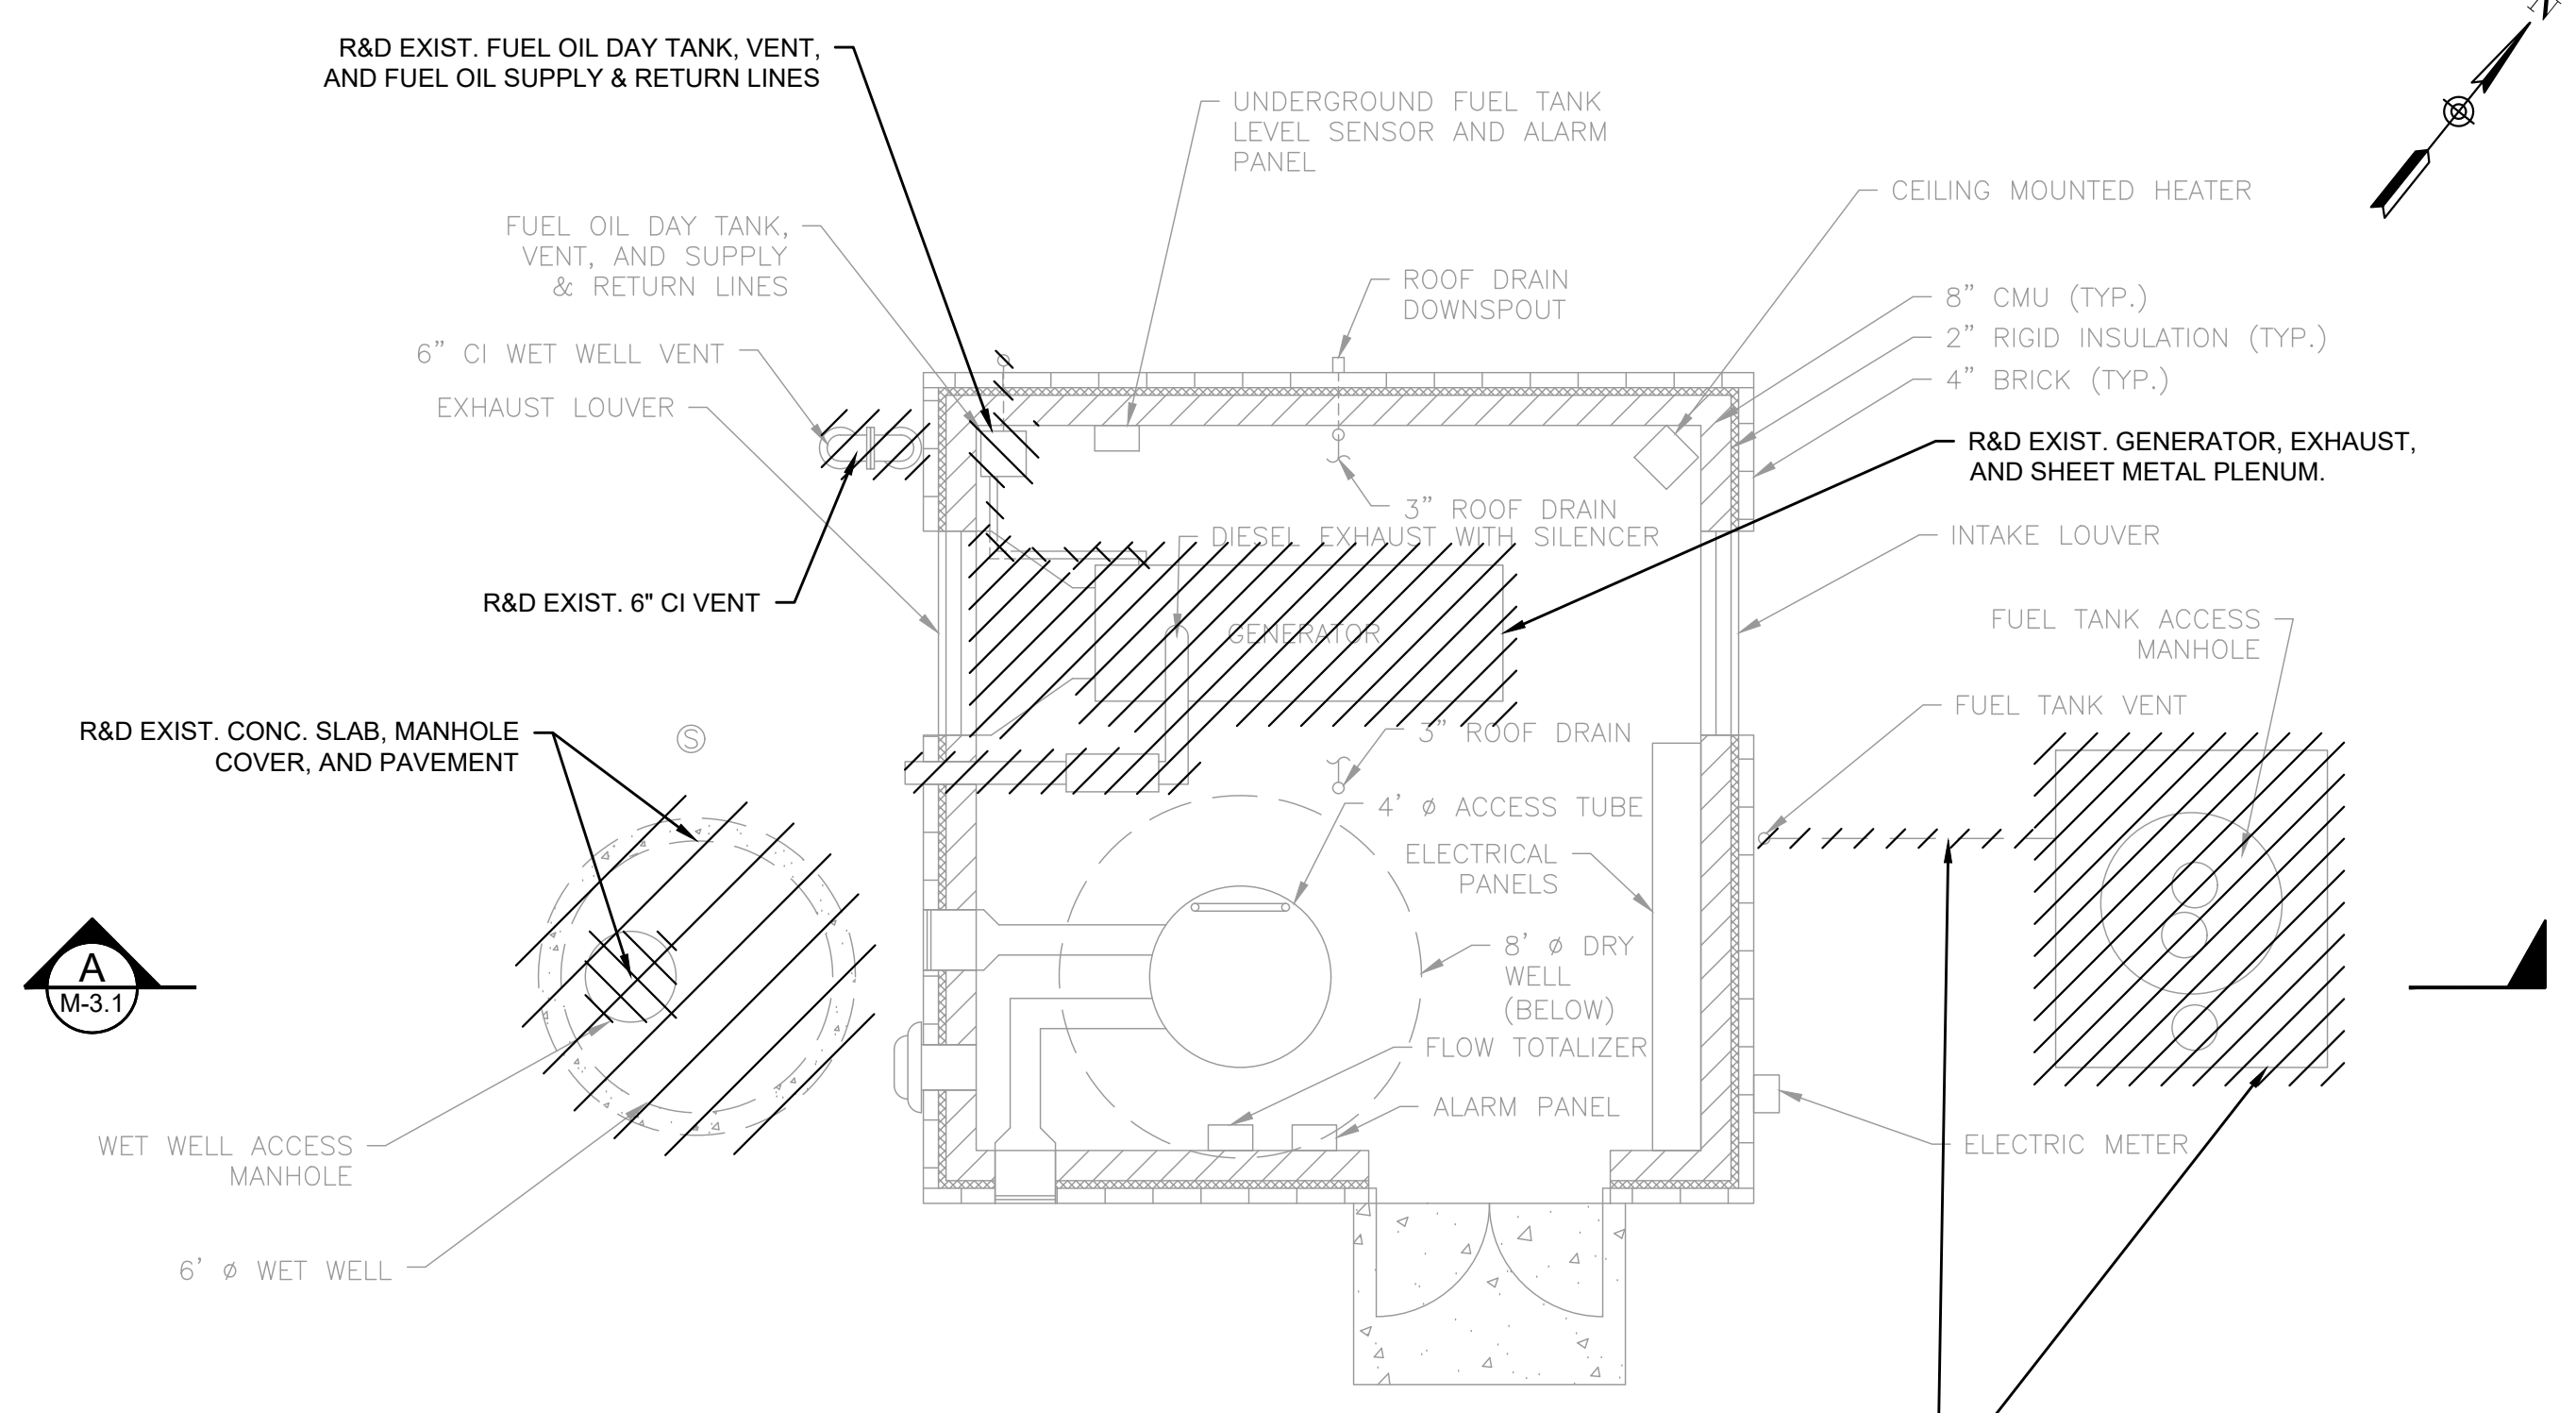 N
R&D EXIST. FUEL OIL DAY TANK, VENT,
AND FUEL OIL SUPPLY & RETURN LINES
UNDERGROUND FUEL TANK
LEVEL SENSOR AND ALARM
PANEL
CEILING MOUNTED HEATER
FUEL OIL DAY TANK,
VENT, AND SUPPLY
& RETURN LINES
ROOF DRAIN
DOWNSPOUT
8” CMU (TYP.)
2” RIGID INSULATION (TYP.)
4” BRICK (TYP.)
6” CI WET WELL VENT
EXHAUST LOUVER
R&D EXIST. GENERATOR, EXHAUST,
AND SHEET METAL PLENUM.
3” ROOF DRAIN
DIESEL EXHAUST WITH SILENCER
INTAKE LOUVER
R&D EXIST. 6" CI VENT
GENERATOR
FUEL TANK ACCESS
MANHOLE
FUEL TANK VENT
R&D EXIST. CONC. SLAB, MANHOLE
COVER, AND PAVEMENT
S
3” ROOF DRAIN
4’ ø ACCESS TUBE
ELECTRICAL
PANELS
8’ ø DRY
WELL
(BELOW)
A
M-3.1
FLOW TOTALIZER
ALARM PANEL
ELECTRIC METER
WET WELL ACCESS
MANHOLE
6’ ø WET WELL